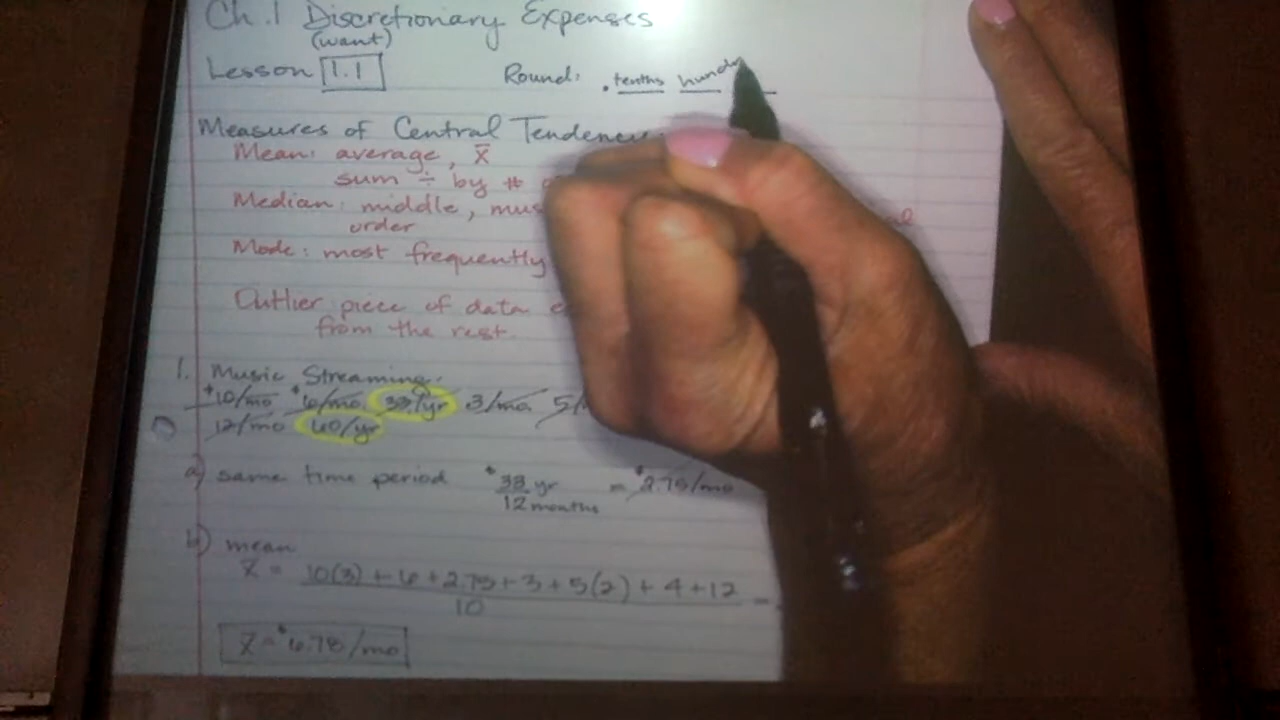 Ch.1 Discretionary Expenses
(want)
Lesson 1.1 Round: . tenths hundr
Measures of Central Tendency:
Mean: average, x̄
sum ÷ by #
Median: middle, mus
order
Mode: most frequently
Outlier: piece of data
from the rest.
1. Music Streaming.
$10/mo $6/mo 33/yr 3/mo 5/
12/mo 40/yr
a) same time period $33 yr / 12 months = $2.75/mo
b) mean
x̄ = 10(3) + 6 + 2.75 + 3 + 5(2) + 4 + 12 / 10 =
x̄ = $6.78/mo